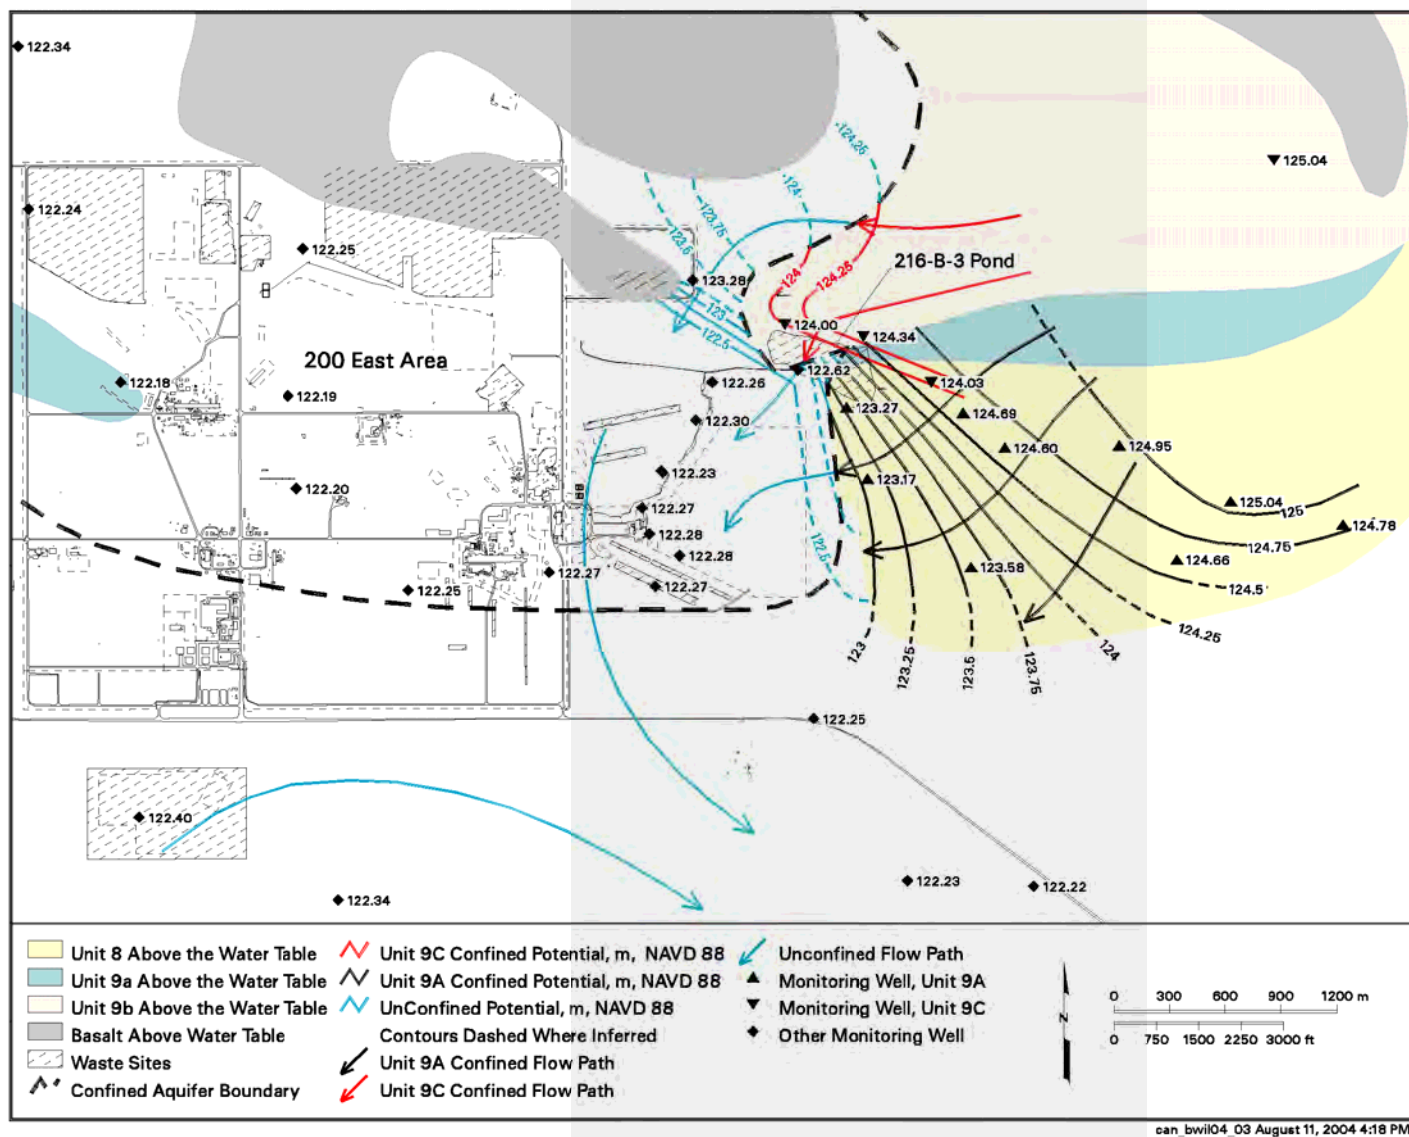 122.34
124.25
125.04
122.24
124
123.75
123.5
122.25
216-B-3 Pond
123.28
124
124.25
123
124.00
122.5
124.34
200 East Area
122.62
122.18
122.26
124.03
122.19
123.27
124.69
122.30
124.60
124.95
122.23
123.17
122.20
122.27
125.04
125
124.78
122.28
122.5
124.75
122.28
124.66
122.27
123.58
122.25
122.27
124.5
124.25
123
123.25
123.5
123.75
124
122.25
122.40
122.23
122.22
122.34
Unit 8 Above the Water Table
Unit 9a Above the Water Table
Unit 9b Above the Water Table
Basalt Above Water Table
Waste Sites
Confined Aquifer Boundary
Unit 9C Confined Potential, m, NAVD 88
Unit 9A Confined Potential, m, NAVD 88
UnConfined Potential, m, NAVD 88
Contours Dashed Where Inferred
Unit 9A Confined Flow Path
Unit 9C Confined Flow Path
Unconfined Flow Path
Monitoring Well, Unit 9A
Monitoring Well, Unit 9C
Other Monitoring Well
N
0 300 600 900 1200 m
0 750 1500 2250 3000 ft
can_bwil04_03 August 11, 2004 4:18 PM